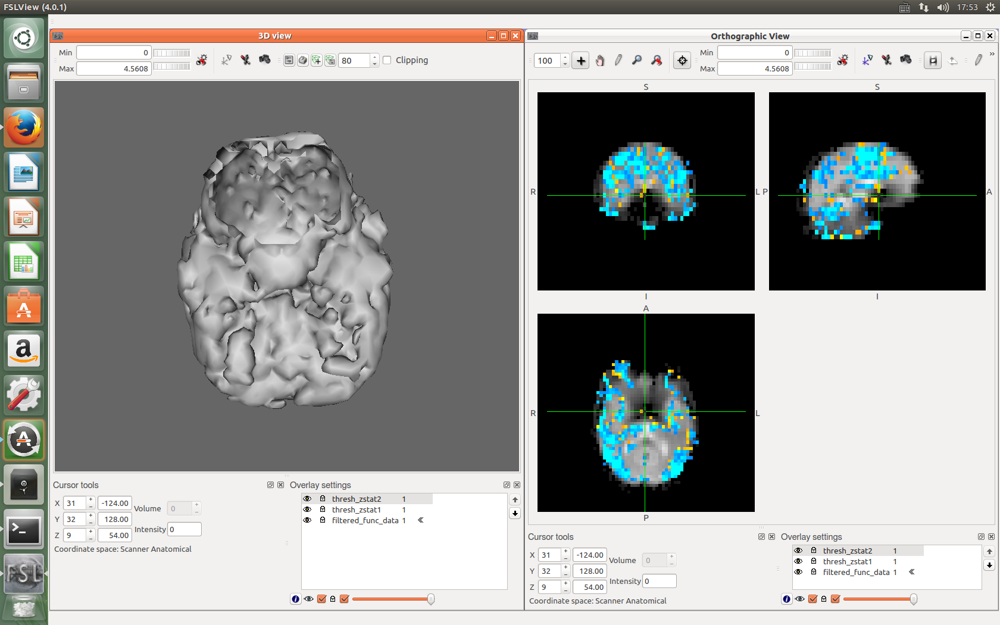 FSLView (4.0.1)
17:53
3D view
Min 0
Max 4.5608
80
Clipping
S
R
L
I
Orthographic View
100
Min 0
Max 4.5608
»
S
P
A
I
A
R
L
P
FSL
Cursor tools
X 31 -124.00
Y 32 128.00
Z 9 54.00
Volume 0
Intensity 0
Coordinate space: Scanner Anatomical
Overlay settings
thresh_zstat2 1
thresh_zstat1 1
filtered_func_data 1
Cursor tools
X 31 -124.00
Y 32 128.00
Z 9 54.00
Volume 0
Intensity 0
Coordinate space: Scanner Anatomical
Overlay settings
thresh_zstat2 1
thresh_zstat1 1
filtered_func_data 1